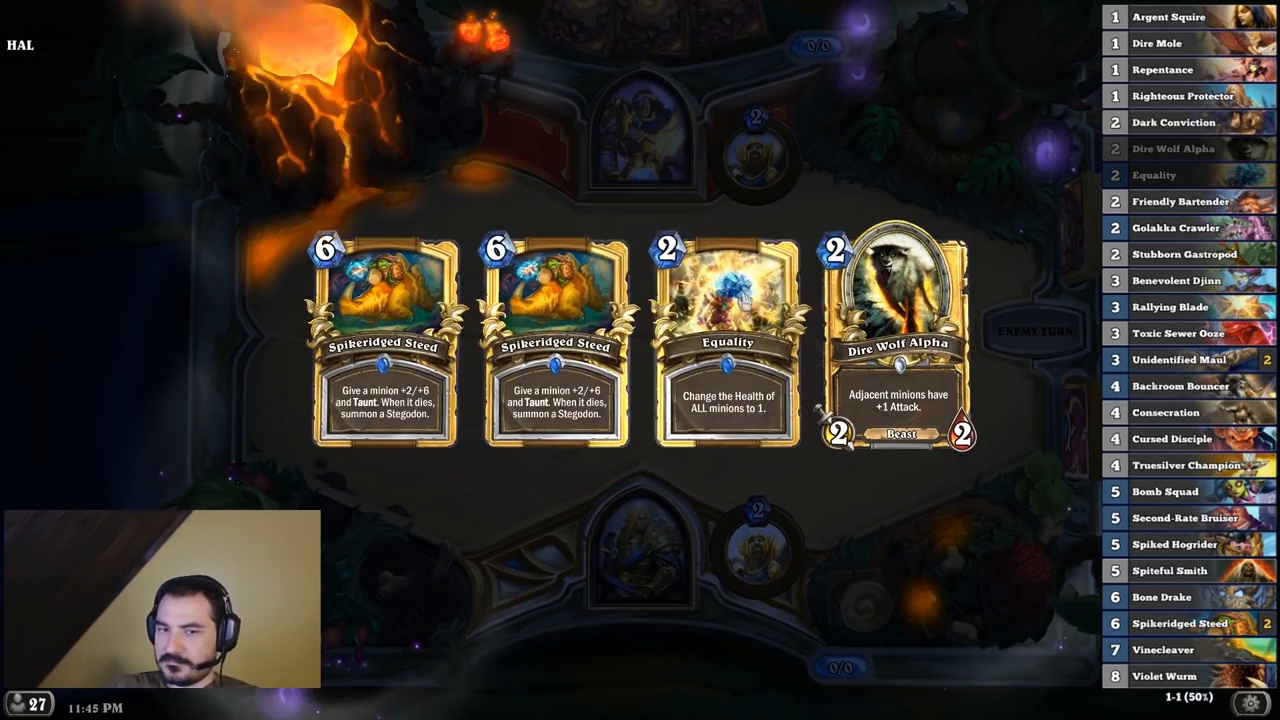 HAL
0/0
2
6
Spikeridged Steed
Give a minion +2/+6
and Taunt. When it dies,
summon a Stegodon.
6
Spikeridged Steed
Give a minion +2/+6
and Taunt. When it dies,
summon a Stegodon.
2
Equality
Change the Health of
ALL minions to 1.
2
Dire Wolf Alpha
Adjacent minions have
+1 Attack.
2
Beast
2
ENEMY TURN
2
0/0
27
11:45 PM
1 Argent Squire
1 Dire Mole
1 Repentance
1 Righteous Protector
2 Dark Conviction
2 Dire Wolf Alpha
2 Equality
2 Friendly Bartender
2 Golakka Crawler
2 Stubborn Gastropod
3 Benevolent Djinn
3 Rallying Blade
3 Toxic Sewer Ooze
3 Unidentified Maul 2
4 Backroom Bouncer
4 Consecration
4 Cursed Disciple
4 Truesilver Champion
5 Bomb Squad
5 Second-Rate Bruiser
5 Spiked Hogrider
5 Spiteful Smith
6 Bone Drake
6 Spikeridged Steed 2
7 Vinecleaver
8 Violet Wurm
1-1 (50%)